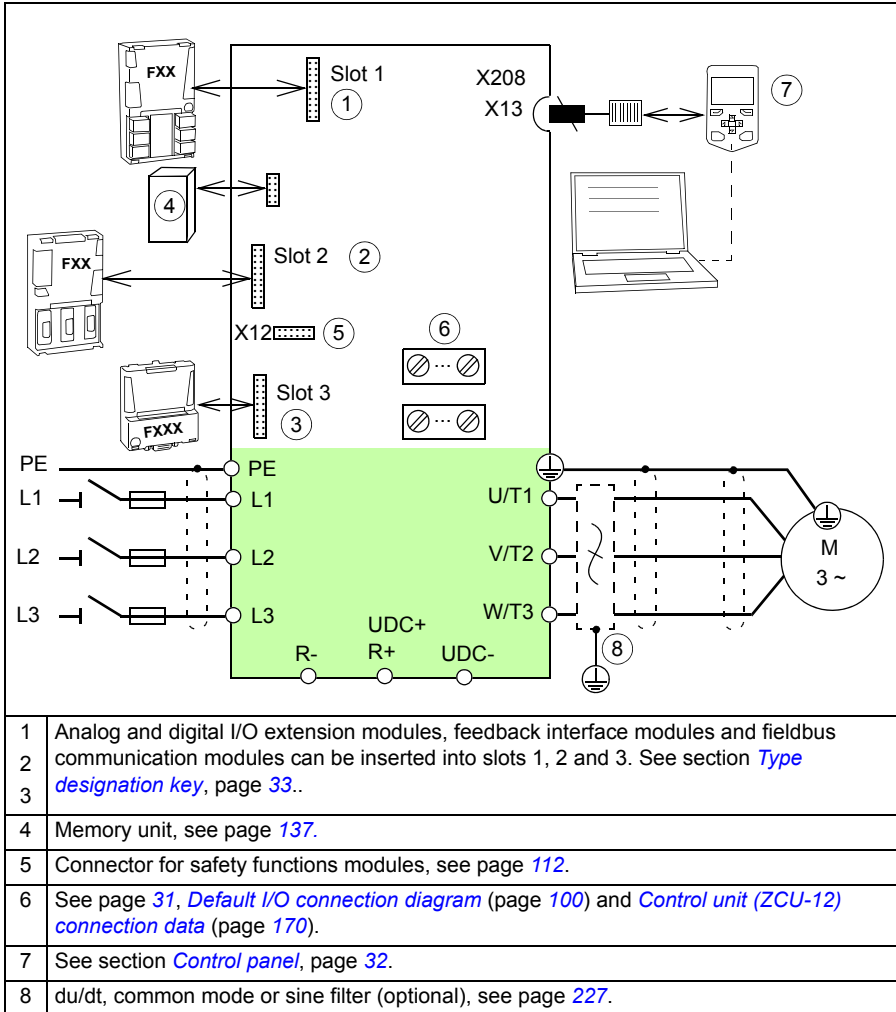 FXX
Slot 1
1
X208
X13
7
4
FXX
Slot 2
2
X12
5
6
Slot 3
3
FXXX
PE
PE
L1
L1
U/T1
L2
L2
V/T2
M
3 ~
L3
L3
W/T3
UDC+
R-
R+
UDC-
8
1
2
3
Analog and digital I/O extension modules, feedback interface modules and fieldbus
communication modules can be inserted into slots 1, 2 and 3. See section Type
designation key, page 33..
4 Memory unit, see page 137.
5 Connector for safety functions modules, see page 112.
6 See page 31, Default I/O connection diagram (page 100) and Control unit (ZCU-12)
connection data (page 170).
7 See section Control panel, page 32.
8 du/dt, common mode or sine filter (optional), see page 227.